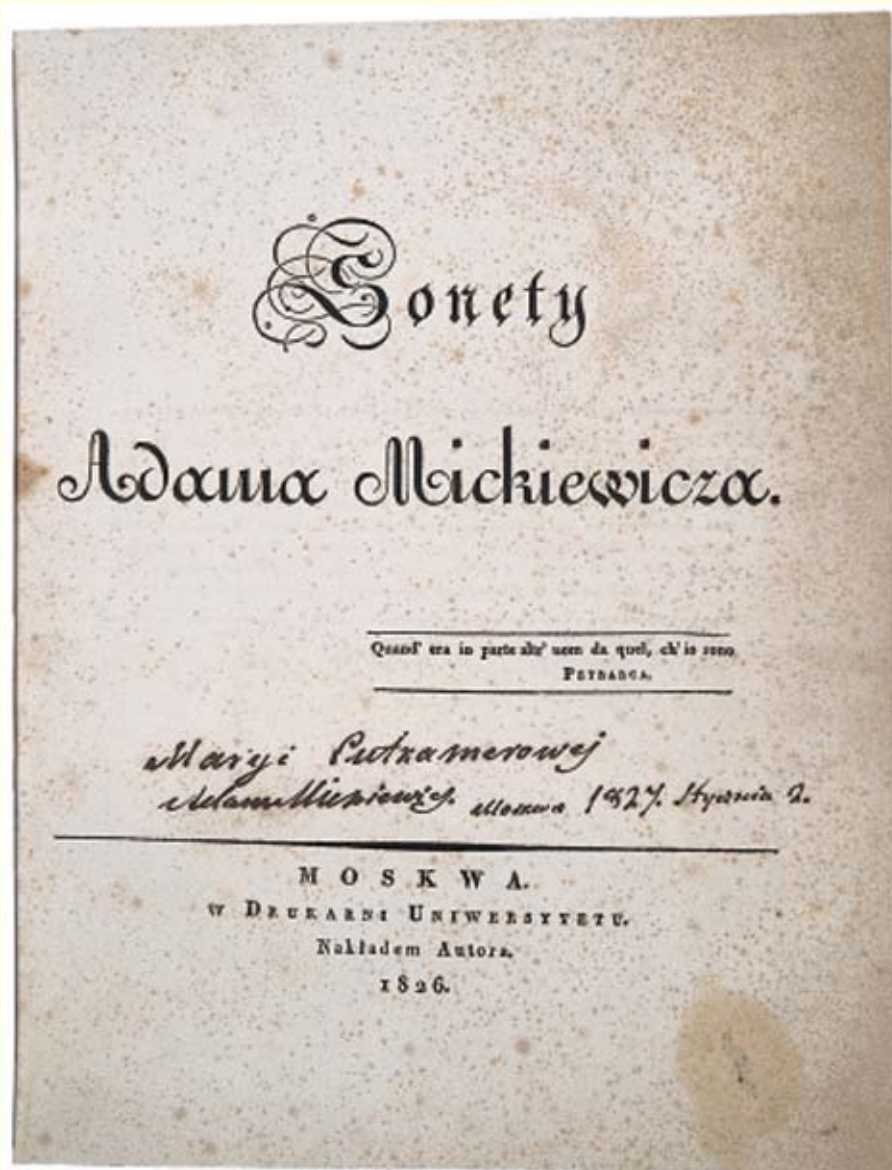 Sonety
Adama Mickiewicza.
Quand' era in parte altr' uom da quel, ch' io sono
PETRARCA.
Maryi Putkamerowej
Adam Mickiewicz. Moskwa 1827. Stycznia 2.
MOSKWA.
W DRUKARNI UNIWERSYTETU.
Nakładem Autora.
1826.